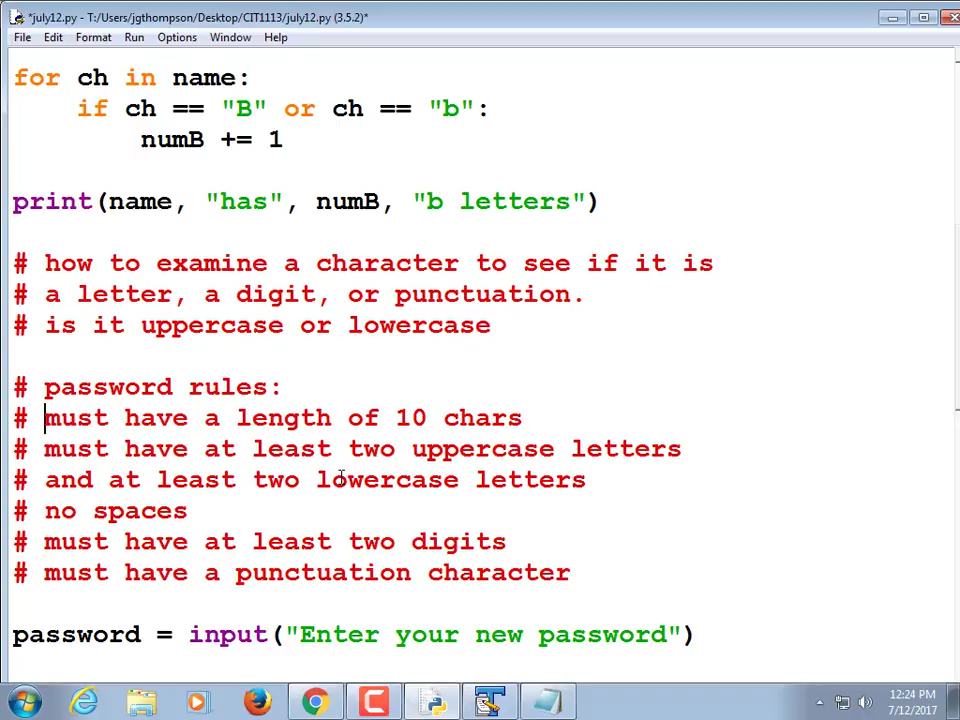 *july12.py - T:/Users/jgthompson/Desktop/CIT1113/july12.py (3.5.2)*
File Edit Format Run Options Window Help
for ch in name:
if ch == "B" or ch == "b":
numB += 1
print(name, "has", numB, "b letters")
# how to examine a character to see if it is
# a letter, a digit, or punctuation.
# is it uppercase or lowercase
# password rules:
# must have a length of 10 chars
# must have at least two uppercase letters
# and at least two lowercase letters
# no spaces
# must have at least two digits
# must have a punctuation character
password = input("Enter your new password")
12:24 PM
7/12/2017